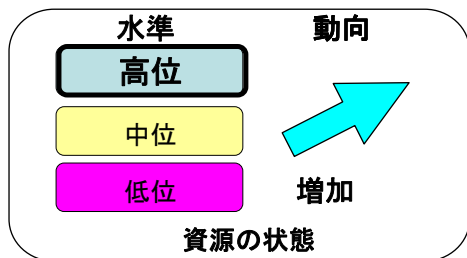 水準 動向
高位
中位
低位 増加
資源の状態